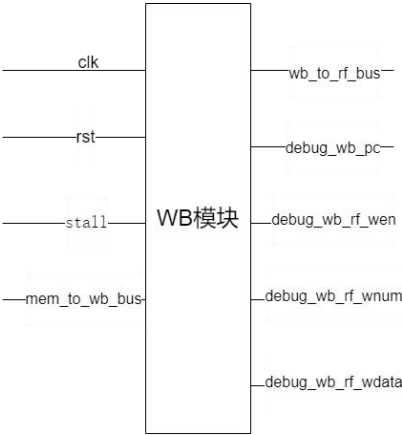 clk
rst
stall
mem_to_wb_bus
WB模块
wb_to_rf_bus
debug_wb_pc
debug_wb_rf_wen
debug_wb_rf_wnum
debug_wb_rf_wdata